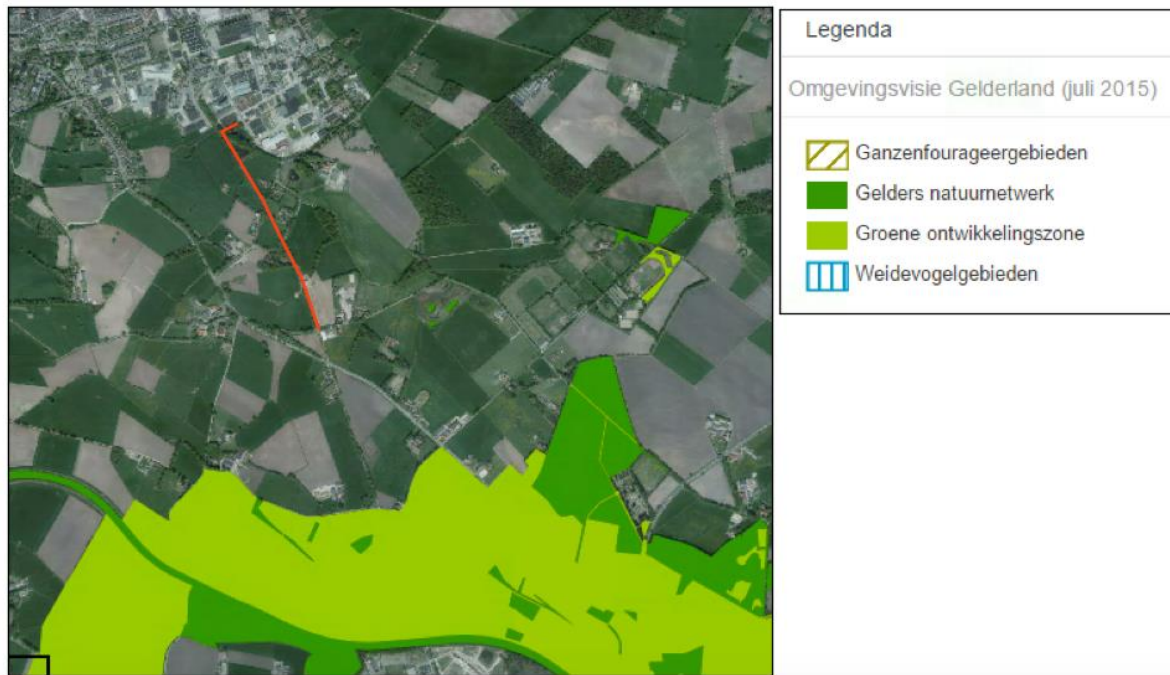 Legenda
Omgevingsvisie Gelderland (juli 2015)
Ganzenfourageergebieden
Gelders natuurnetwerk
Groene ontwikkelingszone
Weidevogelgebieden